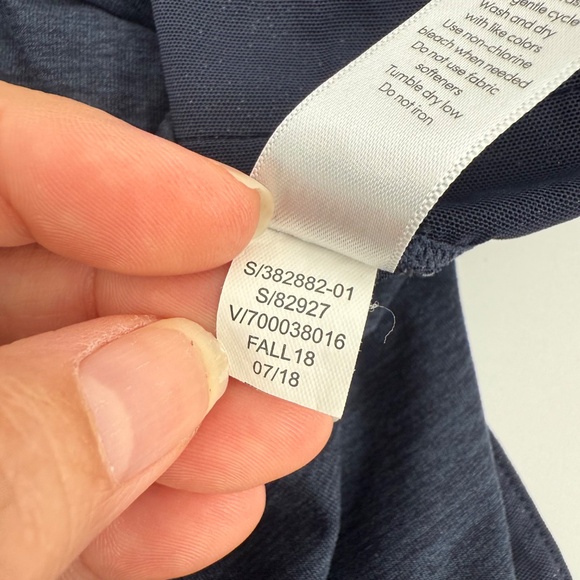 gentle cycle
Wash and dry
with like colors
Use non-chlorine
bleach when needed
Do not use fabric
softeners
Tumble dry low
Do not iron
S/382882-01
S/82927
V/700038016
FALL18
07/18